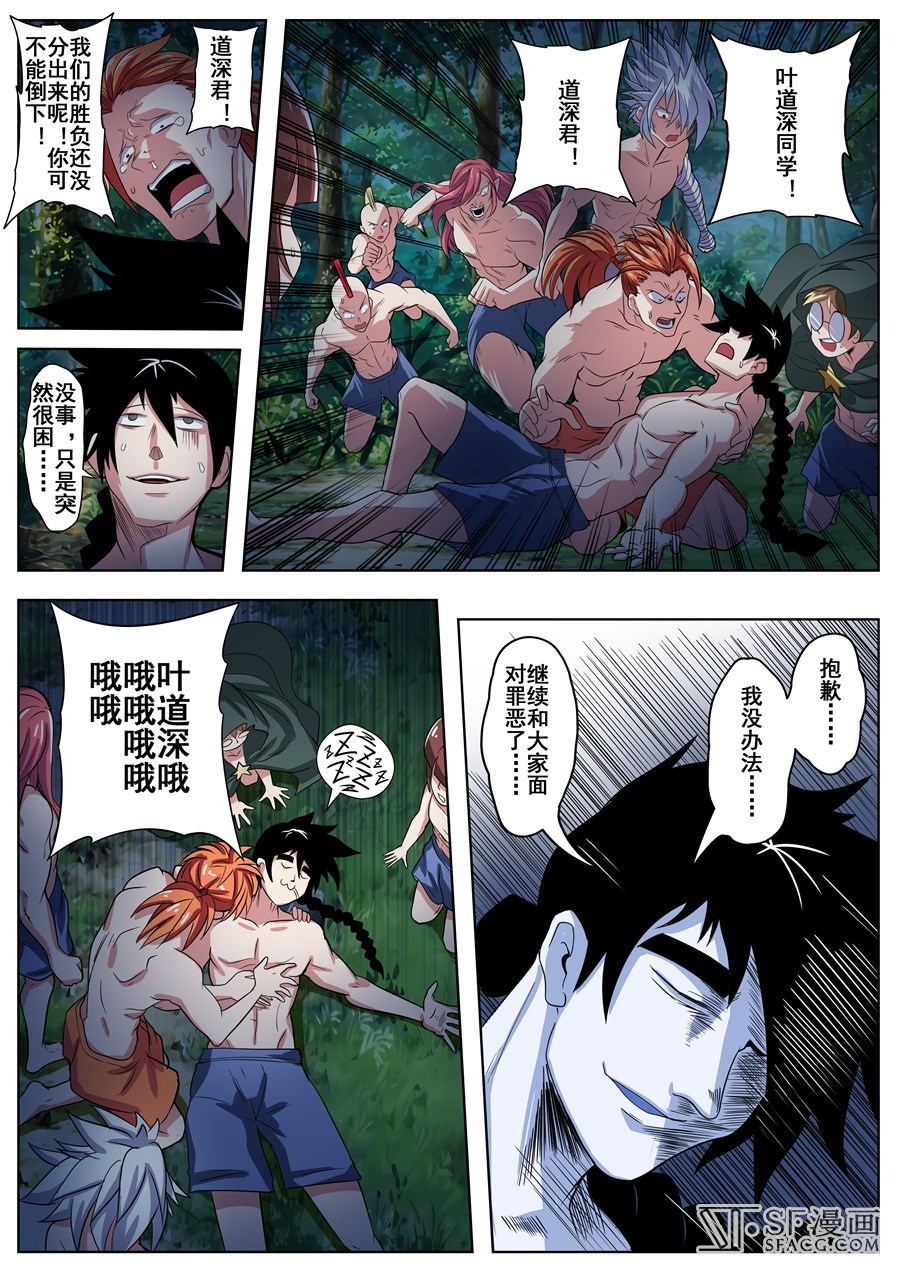 叶道深同学！
道深君！
道深君！
我们的胜负还没
分出来呢！你可
不能倒下！
没事，只是突
然很困……
抱歉……
我没办法……
继续和大家面
对罪恶了……
叶道深哦
哦哦哦哦
哦哦
ZZZZZZ
SF漫画
SFACG.COM